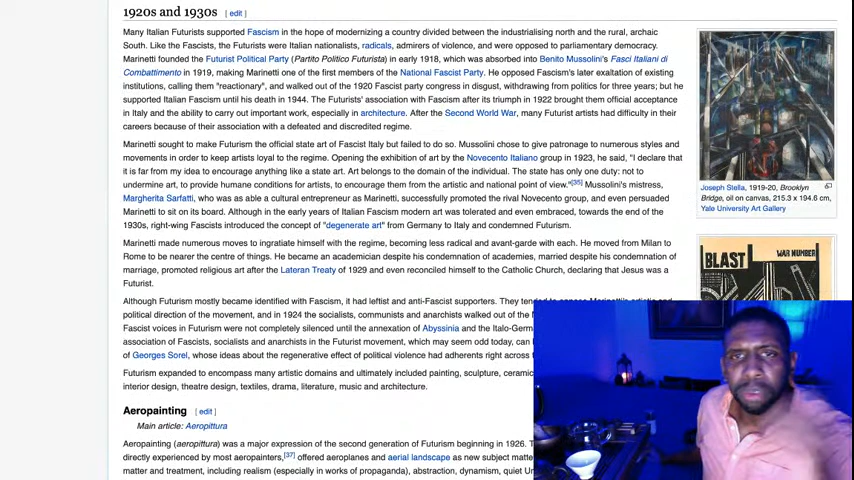 1920s and 1930s [ edit ]
Many Italian Futurists supported Fascism in the hope of modernizing a country divided between the industrialising north and the rural, archaic
South. Like the Fascists, the Futurists were Italian nationalists, radicals, admirers of violence, and were opposed to parliamentary democracy.
Marinetti founded the Futurist Political Party (Partito Politico Futurista) in early 1918, which was absorbed into Benito Mussolini's Fasci Italiani di
Combattimento in 1919, making Marinetti one of the first members of the National Fascist Party. He opposed Fascism's later exaltation of existing
institutions, calling them "reactionary", and walked out of the 1920 Fascist party congress in disgust, withdrawing from politics for three years; but he
supported Italian Fascism until his death in 1944. The Futurists' association with Fascism after its triumph in 1922 brought them official acceptance
in Italy and the ability to carry out important work, especially in architecture. After the Second World War, many Futurist artists had difficulty in their
careers because of their association with a defeated and discredited regime.
Marinetti sought to make Futurism the official state art of Fascist Italy but failed to do so. Mussolini chose to give patronage to numerous styles and
movements in order to keep artists loyal to the regime. Opening the exhibition of art by the Novecento Italiano group in 1923, he said, "I declare that
it is far from my idea to encourage anything like a state art. Art belongs to the domain of the individual. The state has only one duty: not to
undermine art, to provide humane conditions for artists, to encourage them from the artistic and national point of view."[35] Mussolini's mistress,
Margherita Sarfatti, who was as able a cultural entrepreneur as Marinetti, successfully promoted the rival Novecento group, and even persuaded
Marinetti to sit on its board. Although in the early years of Italian Fascism modern art was tolerated and even embraced, towards the end of the
1930s, right-wing Fascists introduced the concept of "degenerate art" from Germany to Italy and condemned Futurism.
Marinetti made numerous moves to ingratiate himself with the regime, becoming less radical and avant-garde with each. He moved from Milan to
Rome to be nearer the centre of things. He became an academician despite his condemnation of academies, married despite his condemnation of
marriage, promoted religious art after the Lateran Treaty of 1929 and even reconciled himself to the Catholic Church, declaring that Jesus was a
Futurist.
Although Futurism mostly became identified with Fascism, it had leftist and anti-Fascist supporters. They tended to oppose Marinetti's artistic and
political direction of the movement, and in 1924 the socialists, communists and anarchists walked out of the
Fascist voices in Futurism were not completely silenced until the annexation of Abyssinia and the Italo-Germ
association of Fascists, socialists and anarchists in the Futurist movement, which may seem odd today, can
of Georges Sorel, whose ideas about the regenerative effect of political violence had adherents right across
Futurism expanded to encompass many artistic domains and ultimately included painting, sculpture, ceramic
interior design, theatre design, textiles, drama, literature, music and architecture.
Aeropainting [ edit ]
Main article: Aeropittura
Aeropainting (aeropittura) was a major expression of the second generation of Futurism beginning in 1926. T
directly experienced by most aeropainters,[37] offered aeroplanes and aerial landscape as new subject matte
matter and treatment, including realism (especially in works of propaganda), abstraction, dynamism, quiet Um
Joseph Stella, 1919-20, Brooklyn
Bridge, oil on canvas, 215.3 x 194.6 cm,
Yale University Art Gallery
BLAST WAR NUMBER